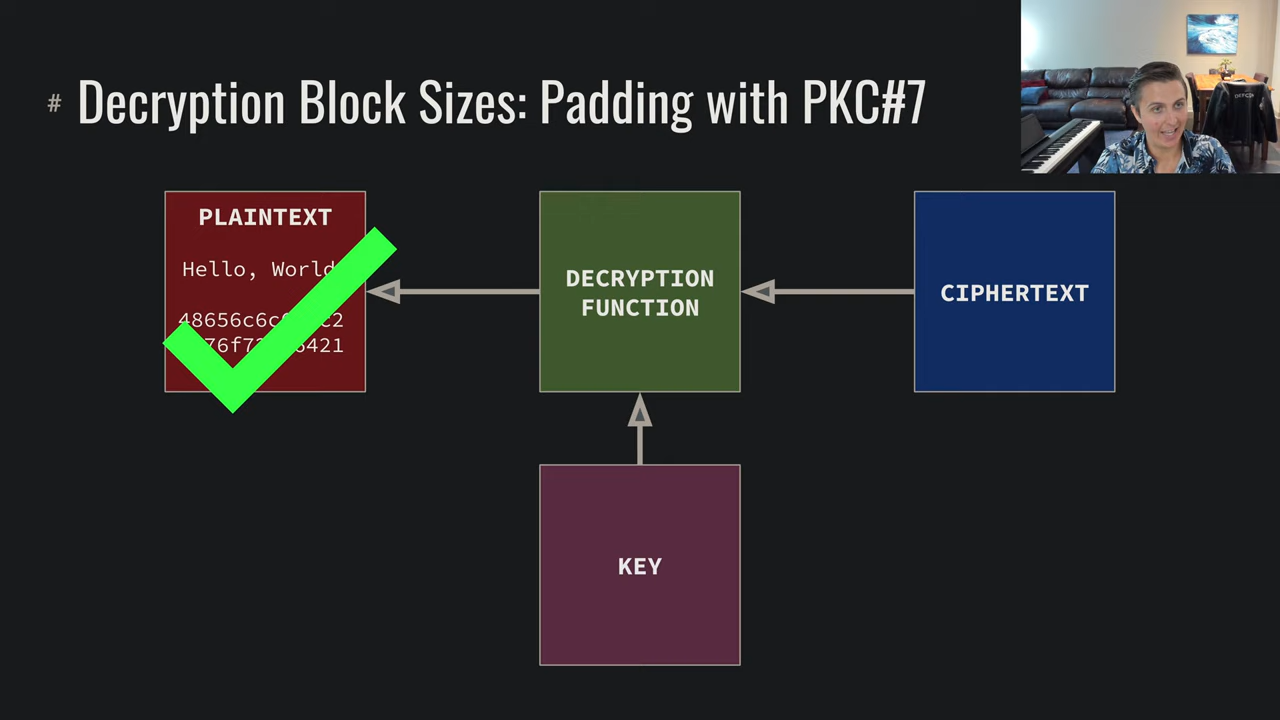 # Decryption Block Sizes: Padding with PKC#7
PLAINTEXT
Hello, World
DECRYPTION
FUNCTION
CIPHERTEXT
KEY